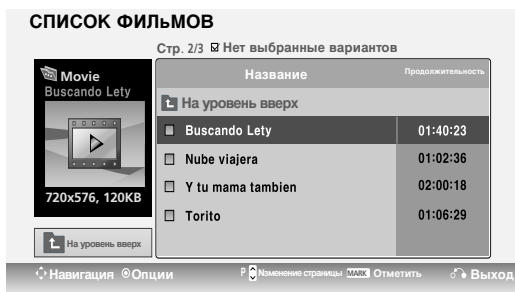 СПИСОК ФИЛЬМОВ
Стр. 2/3 Нет выбранные вариантов
Movie
Buscando Lety
720x576, 120KB
На уровень вверх
Название Продолжительность
На уровень вверх
Buscando Lety 01:40:23
Nube viajera 01:02:36
Y tu mama tambien 02:00:18
Torito 01:06:29
Навигация Опции P Nзменение страницы MARK Отметить Выход